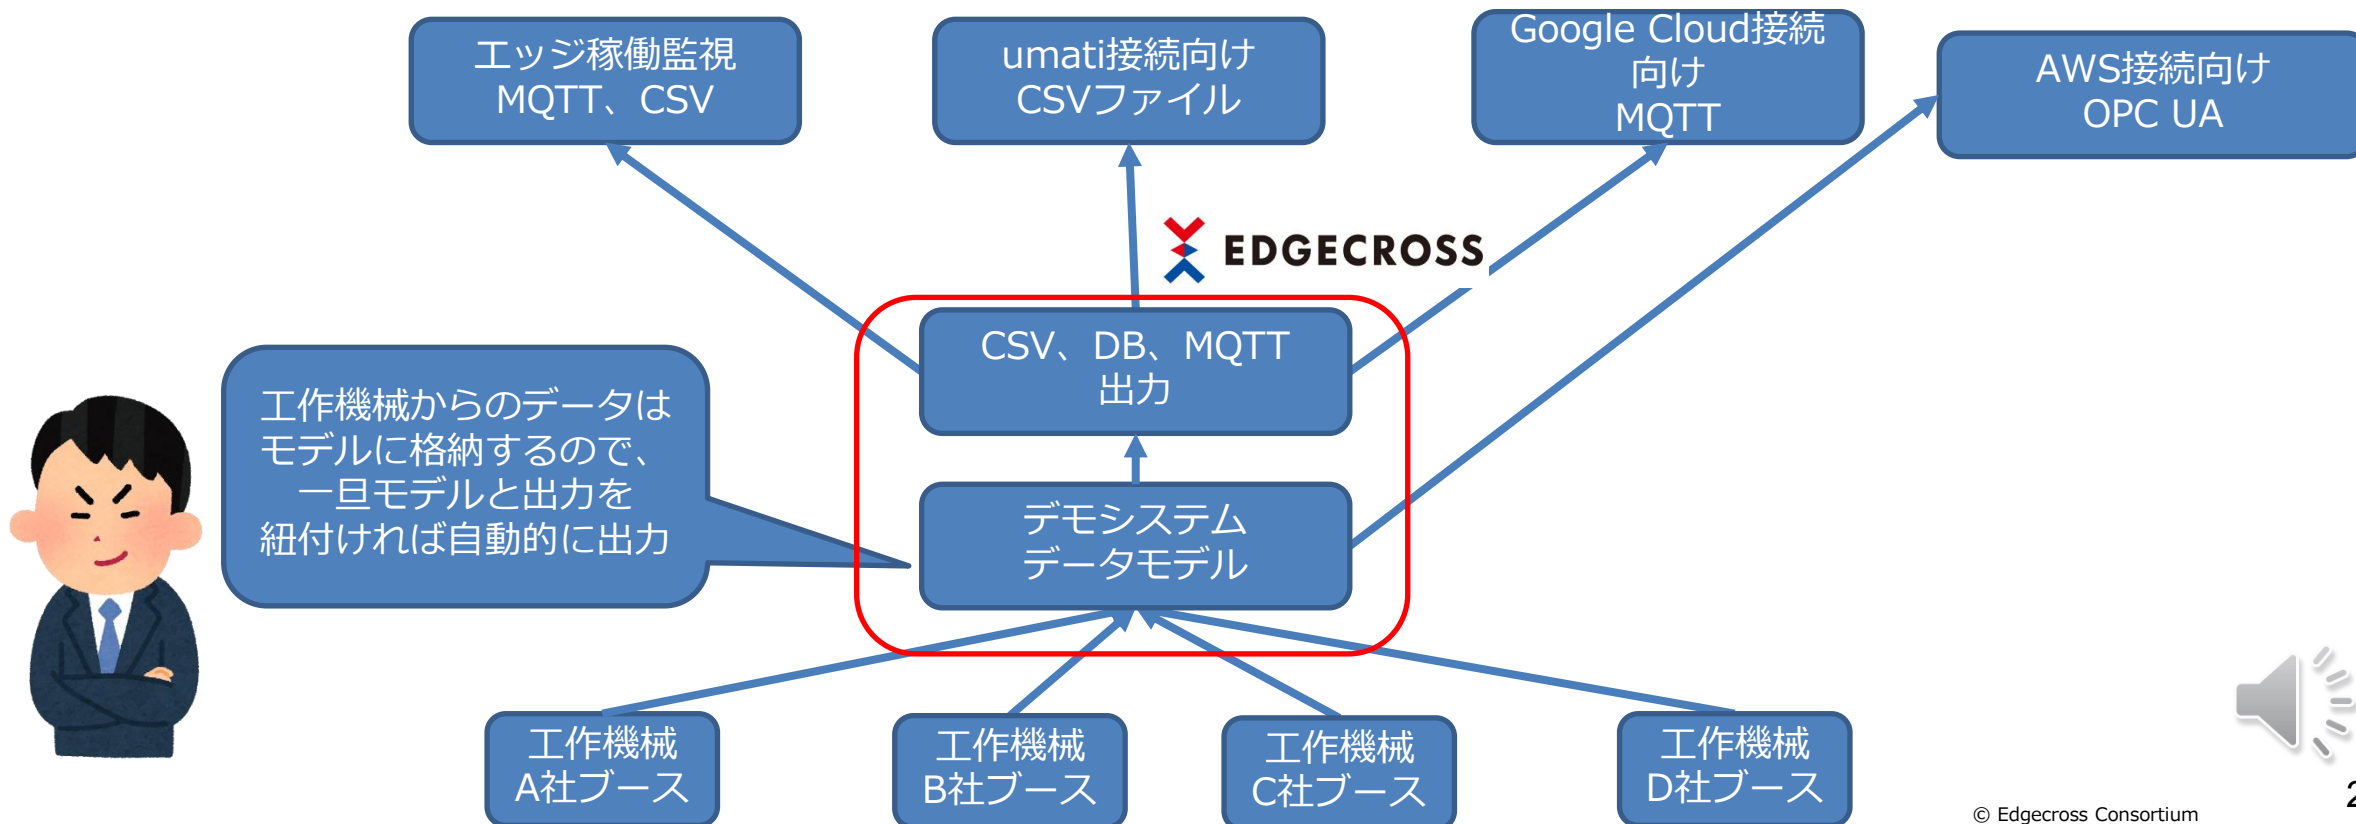 エッジ稼働監視
MQTT、CSV
umati接続向け
CSVファイル
Google Cloud接続
向け
MQTT
AWS接続向け
OPC UA
EDGECROSS
CSV、DB、MQTT
出力
工作機械からのデータは
モデルに格納するので、
一旦モデルと出力を
紐付ければ自動的に出力
デモシステム
データモデル
工作機械
A社ブース
工作機械
B社ブース
工作機械
C社ブース
工作機械
D社ブース
© Edgecross Consortium